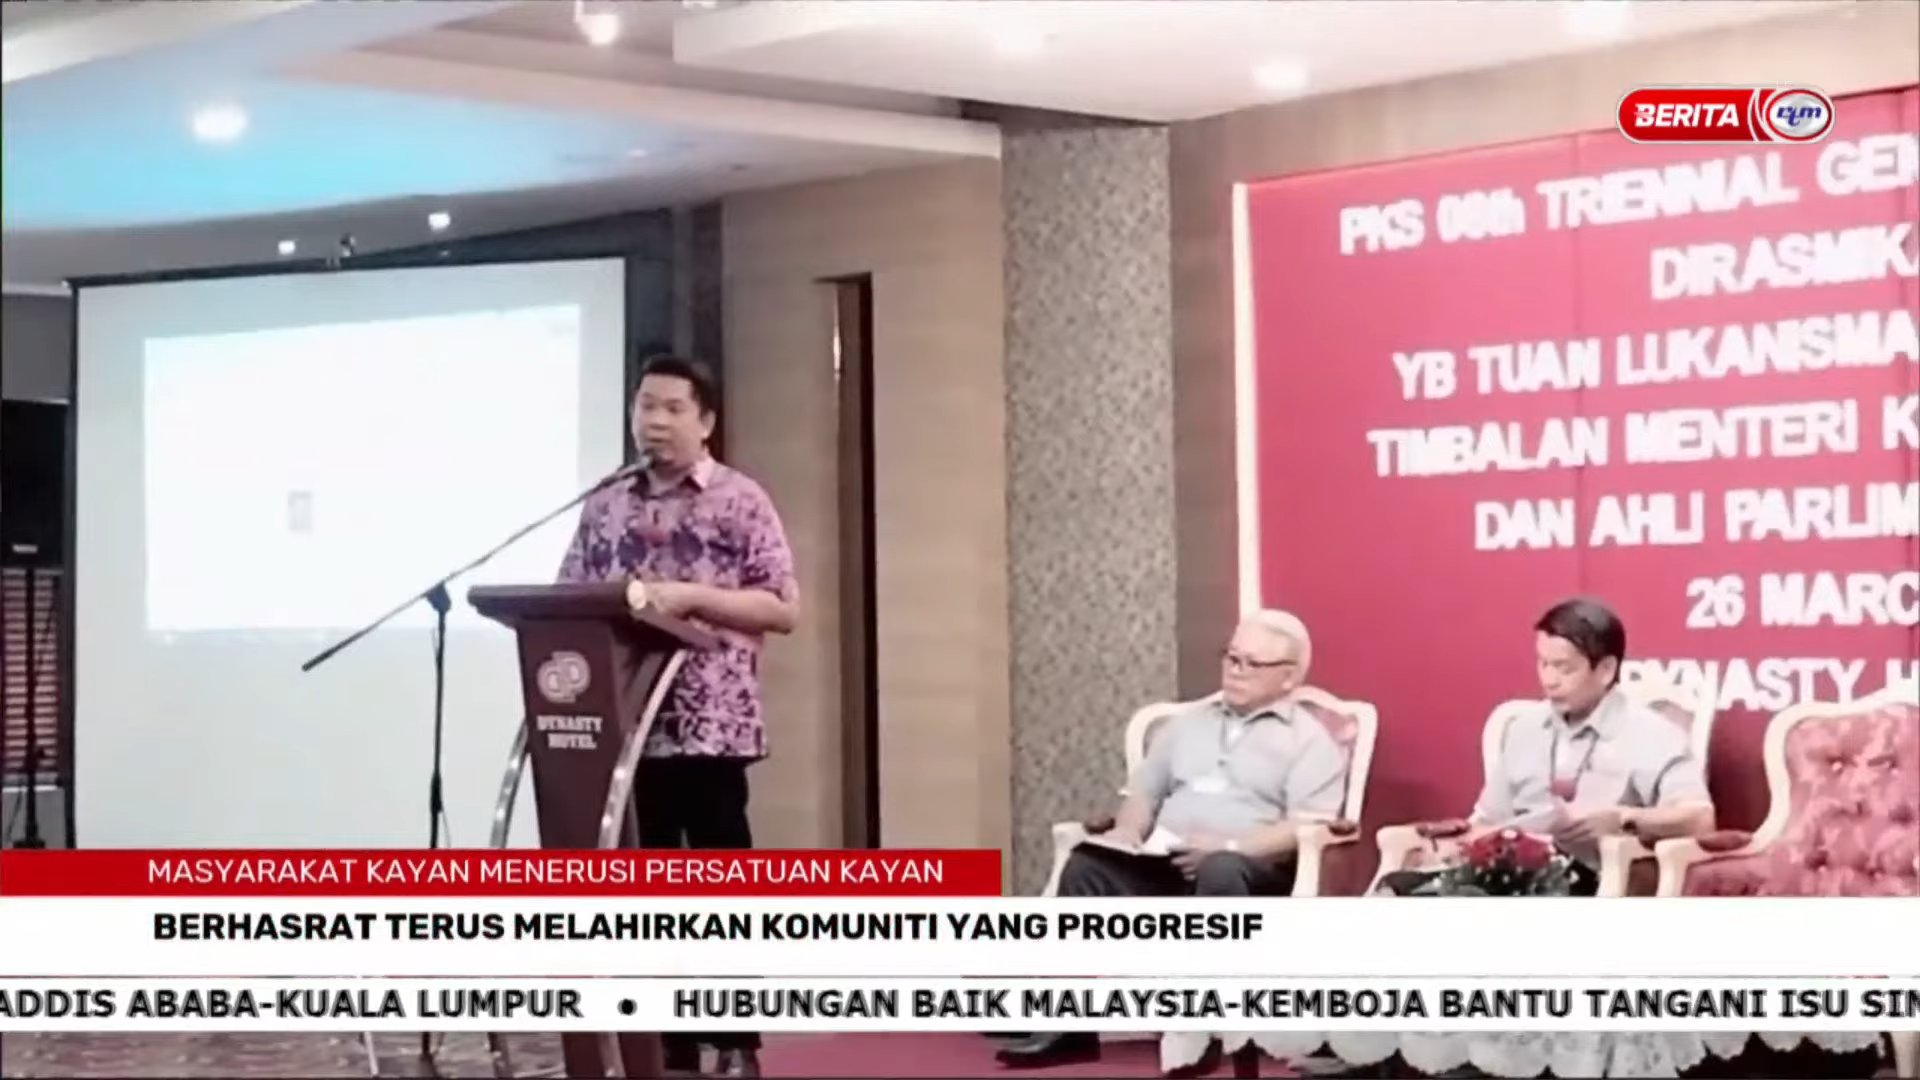 BERITA rtm
PKS 08th TRIENNIAL
DIRASMIKA
YB TUAN LUKANISMA
TIMBALAN MENTERI K
DAN AHLI PARLIM
26 MARC
DYNASTY H
DYNASTY
HOTEL
MASYARAKAT KAYAN MENERUSI PERSATUAN KAYAN
BERHASRAT TERUS MELAHIRKAN KOMUNITI YANG PROGRESIF
ADDIS ABABA-KUALA LUMPUR • HUBUNGAN BAIK MALAYSIA-KEMBOJA BANTU TANGANI ISU SIN